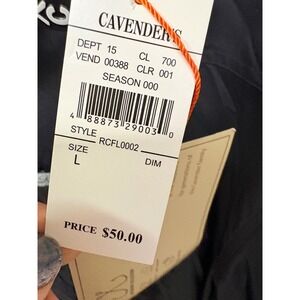 CAVENDER'S
DEPT 15 CL 700
VEND 00388 CLR 001
SEASON 000
4 88873 29003 0
STYLE RCFL0002
SIZE
L DIM
PRICE $50.00